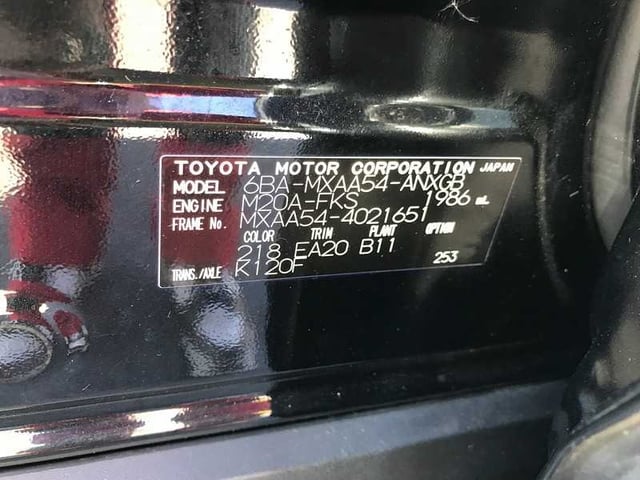 TOYOTA MOTOR CORPORATION JAPAN
MODEL 6BA-MXAA54-ANXGB
ENGINE M20A-FKS 1986 mL
FRAME No. MXAA54-4021651
COLOR TRIM PLANT OPTION
218 EA20 B11 253
TRANS./AXLE K120F